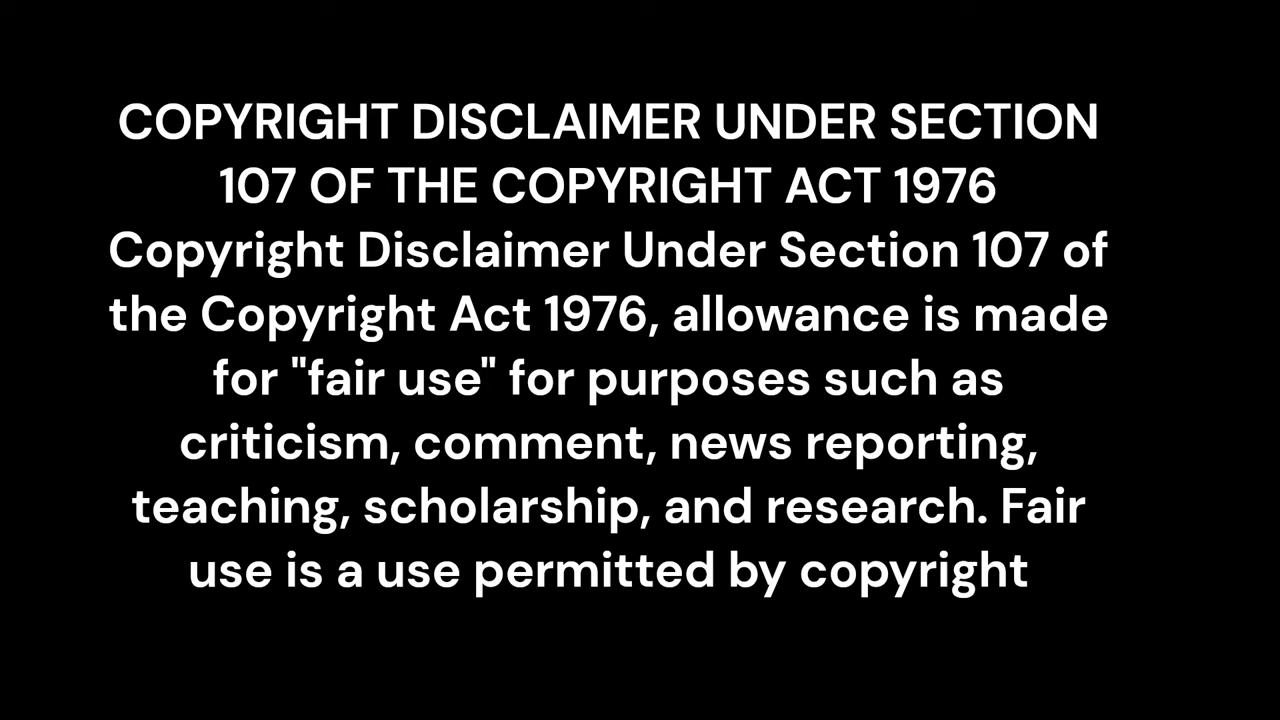 COPYRIGHT DISCLAIMER UNDER SECTION
107 OF THE COPYRIGHT ACT 1976
Copyright Disclaimer Under Section 107 of
the Copyright Act 1976, allowance is made
for "fair use" for purposes such as
criticism, comment, news reporting,
teaching, scholarship, and research. Fair
use is a use permitted by copyright